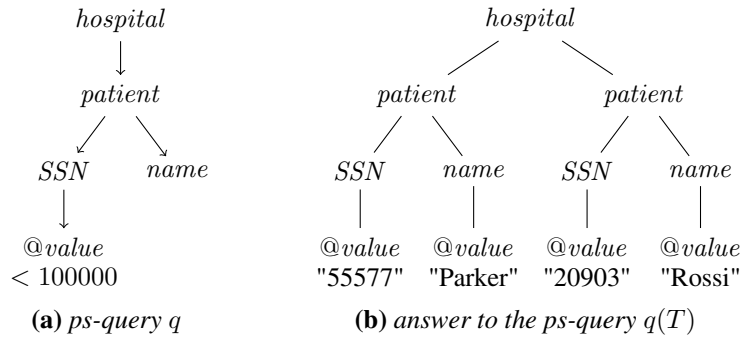 hospital
patient
SSN name
@value
< 100000
(a) ps-query q
hospital
patient patient
SSN name SSN name
@value @value @value @value
"55577" "Parker" "20903" "Rossi"
(b) answer to the ps-query q(T)